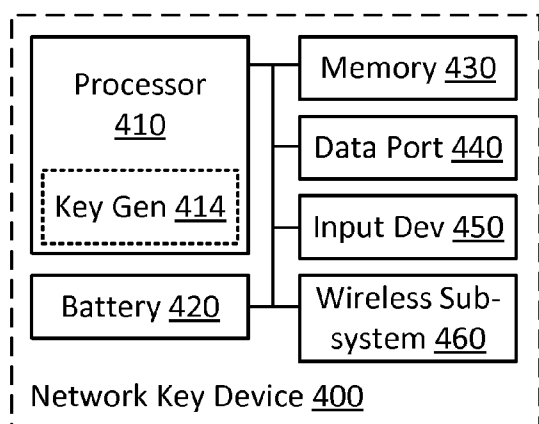 Processor
410
Key Gen 414
Battery 420
Memory 430
Data Port 440
Input Dev 450
Wireless Sub-
system 460
Network Key Device 400